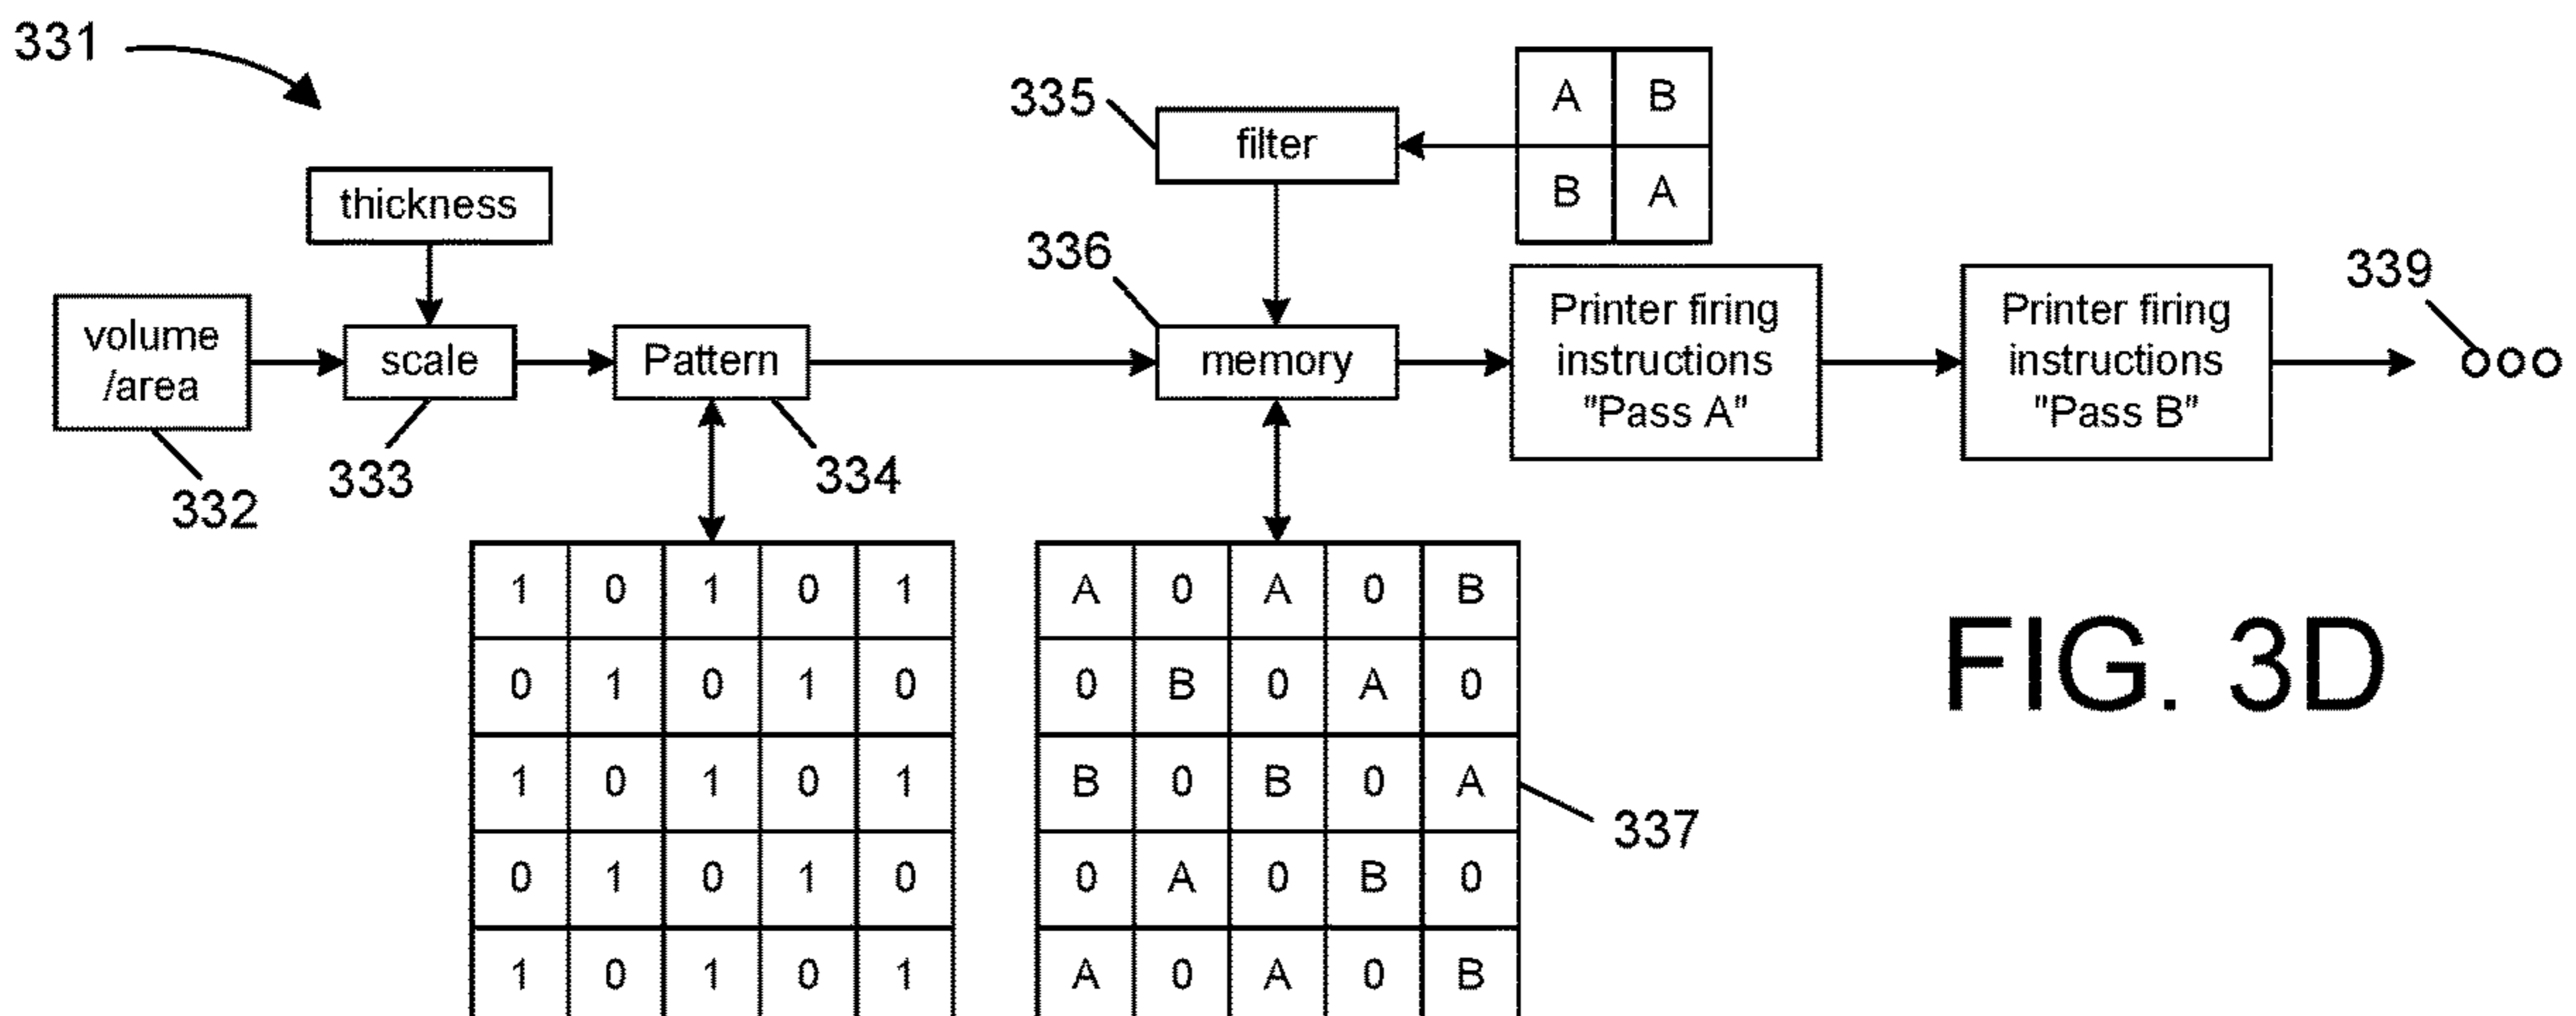 331
335
filter
A B
B A
thickness
336
339
volume
/area
scale
Pattern
memory
Printer firing
instructions
"Pass A"
Printer firing
instructions
"Pass B"
332
333
334
1 0 1 0 1
0 1 0 1 0
1 0 1 0 1
0 1 0 1 0
1 0 1 0 1
A 0 A 0 B
0 B 0 A 0
B 0 B 0 A
0 A 0 B 0
A 0 A 0 B
337
FIG. 3D